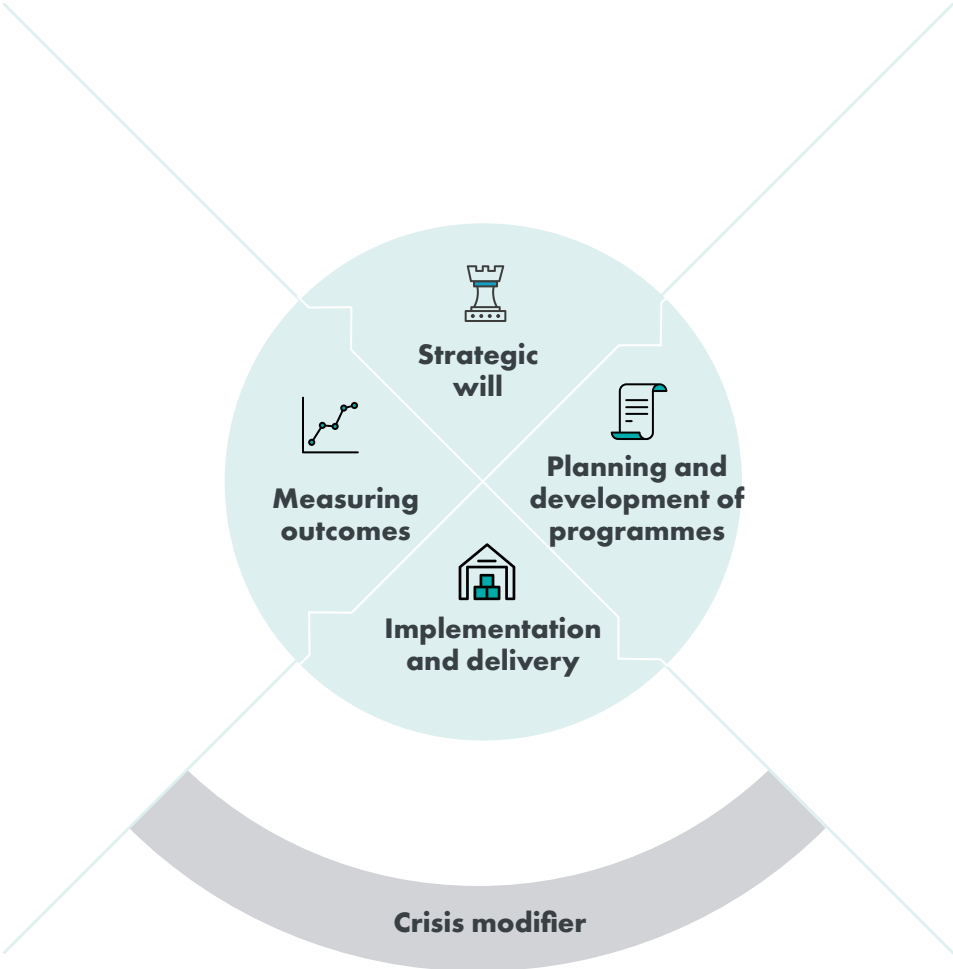 Strategic
will
Measuring
outcomes
Planning and
development of
programmes
Implementation
and delivery
Crisis modifier